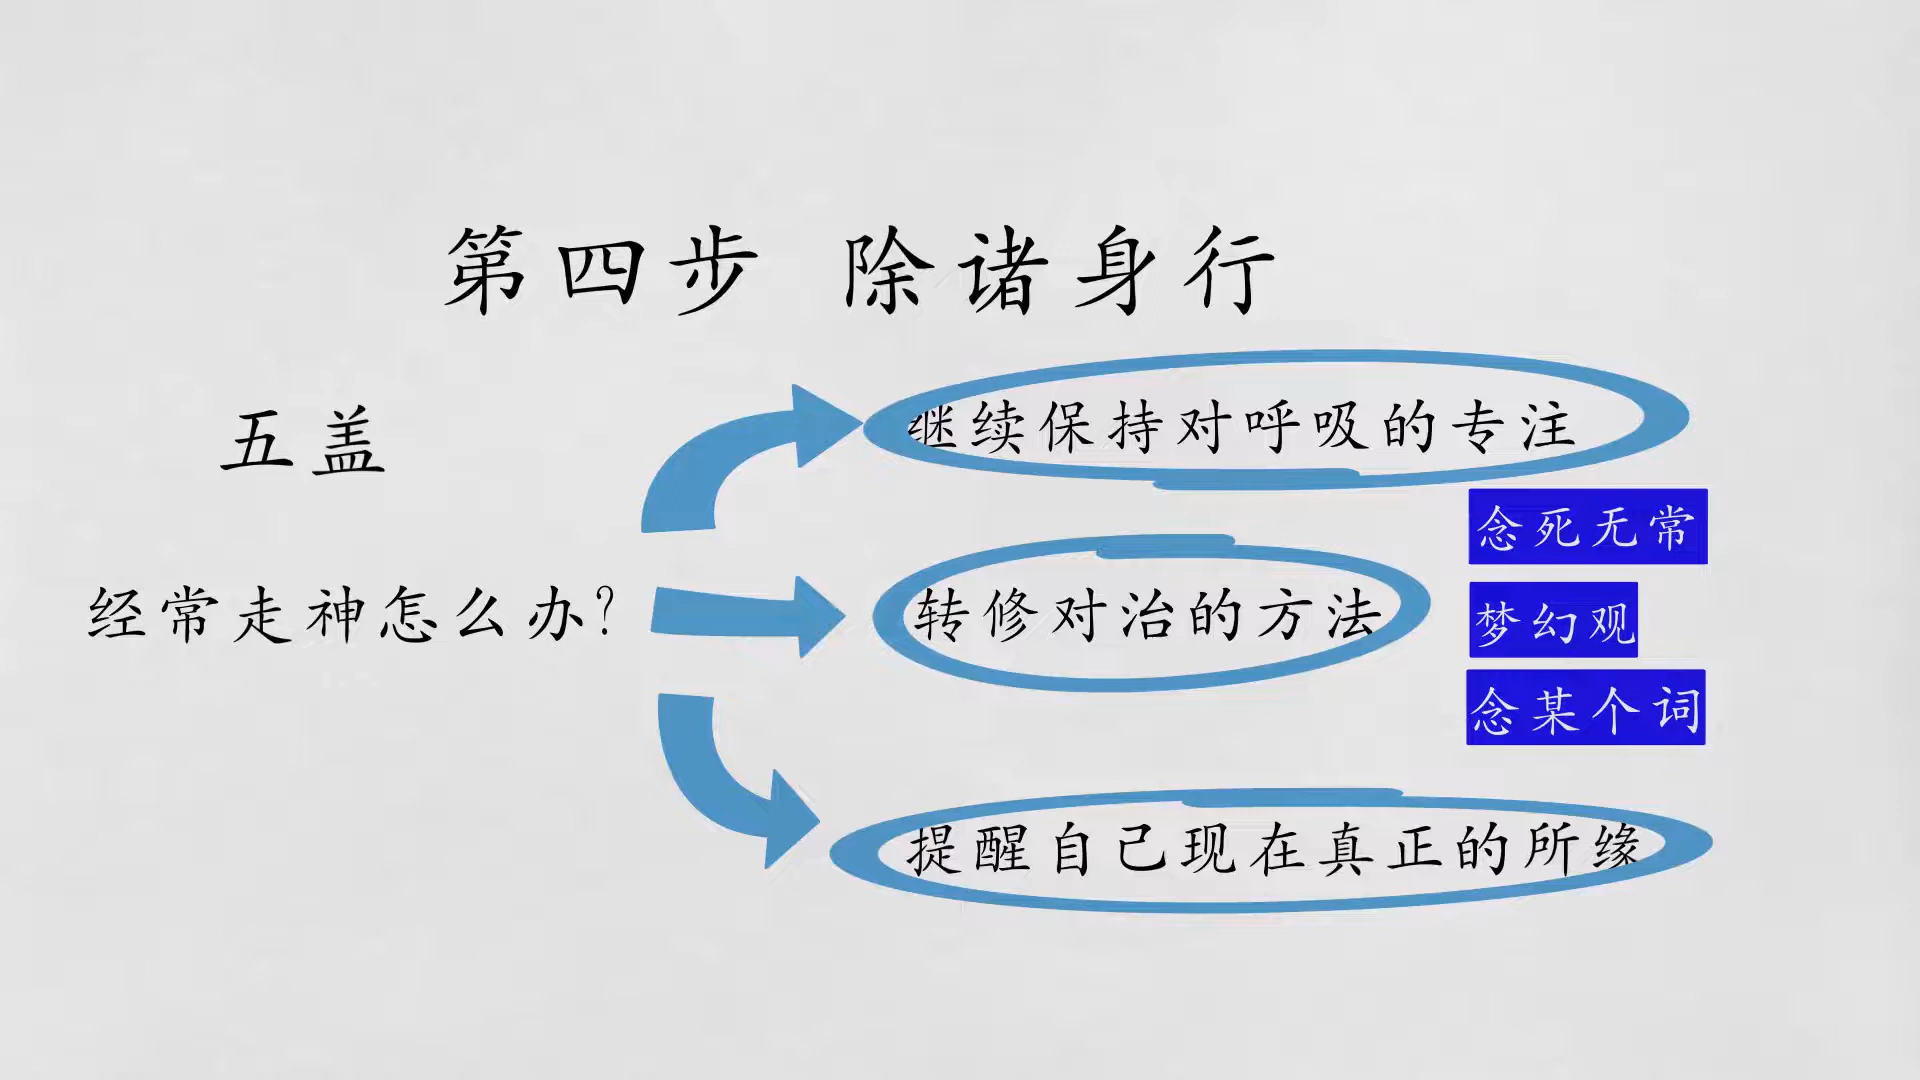 第四步 除诸身行
五盖
继续保持对呼吸的专注
念死无常
经常走神怎么办?
转修对治的方法
梦幻观
念某个词
提醒自己现在真正的所缘